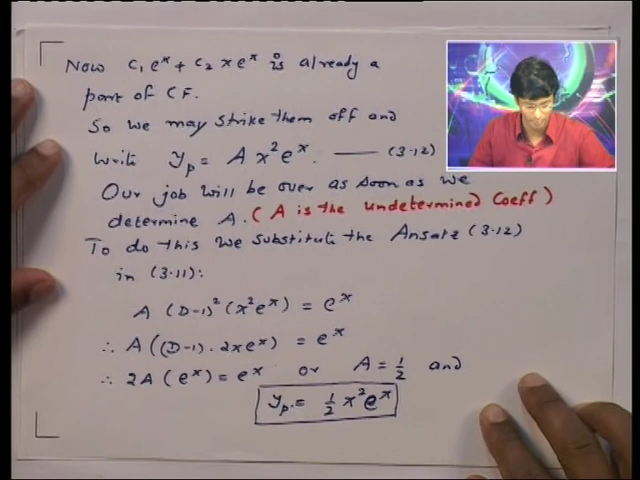 Now C₁eˣ + C₂ xeˣ is already a
part of CF.
So we may strike them off and
write Yₚ = A x²eˣ. —— (3.12)
Our job will be over as soon as we
determine A. (A is the undetermined Coeff)
To do this we substitute the Ansatz (3.12)
in (3.11):
A (D-1)² (x²eˣ) = eˣ
∴ A((D-1). 2xeˣ) = eˣ
∴ 2A (eˣ) = eˣ or A = 1/2 and
Yₚ = 1/2 x²eˣ